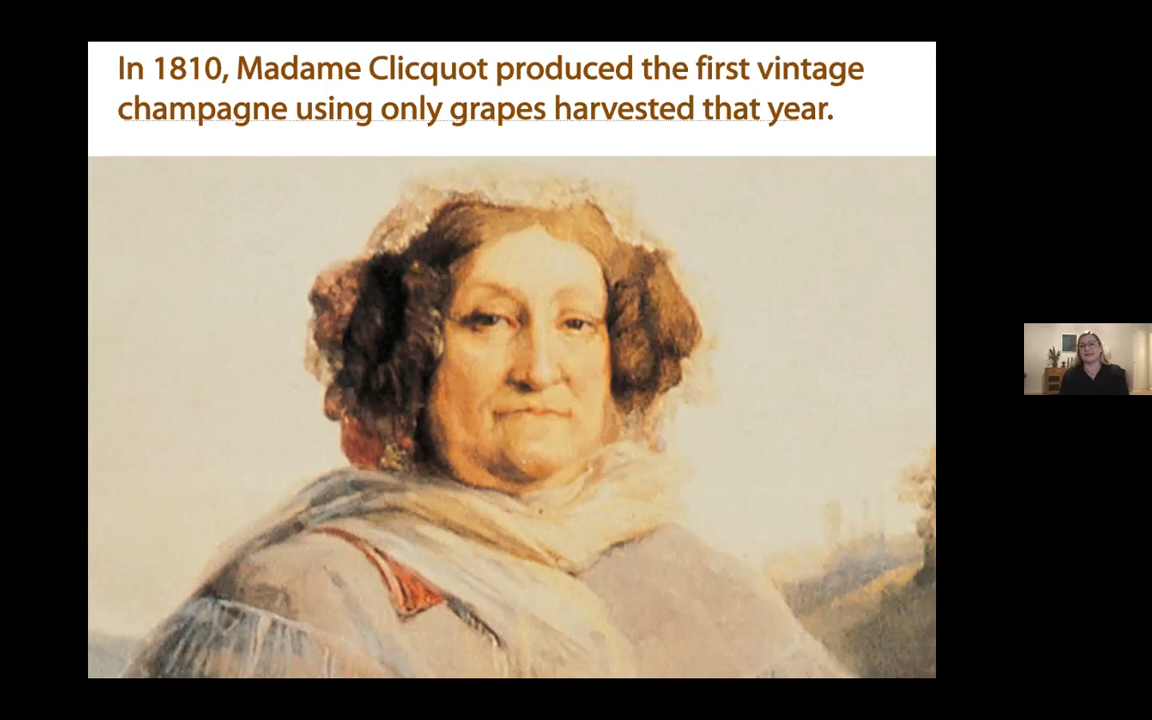 In 1810, Madame Clicquot produced the first vintage
champagne using only grapes harvested that year.